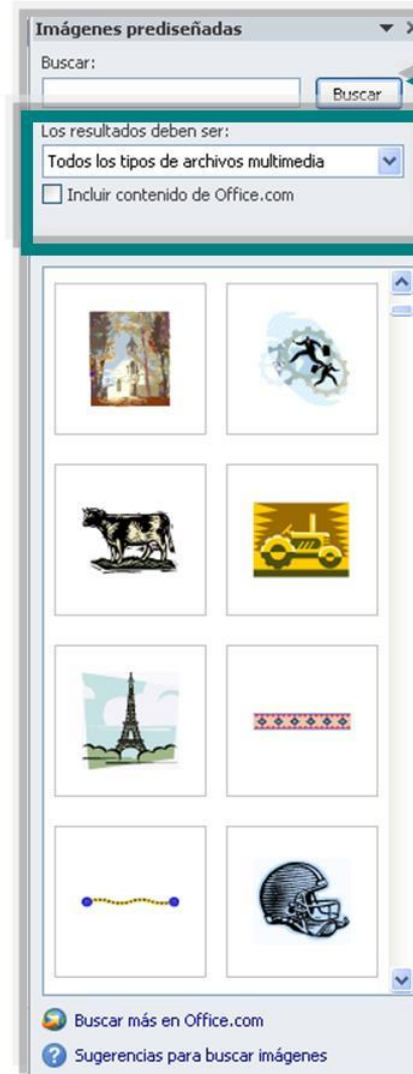 Imágenes prediseñadas
Buscar:
Buscar
Los resultados deben ser:
Todos los tipos de archivos multimedia
Incluir contenido de Office.com
Buscar más en Office.com
Sugerencias para buscar imágenes